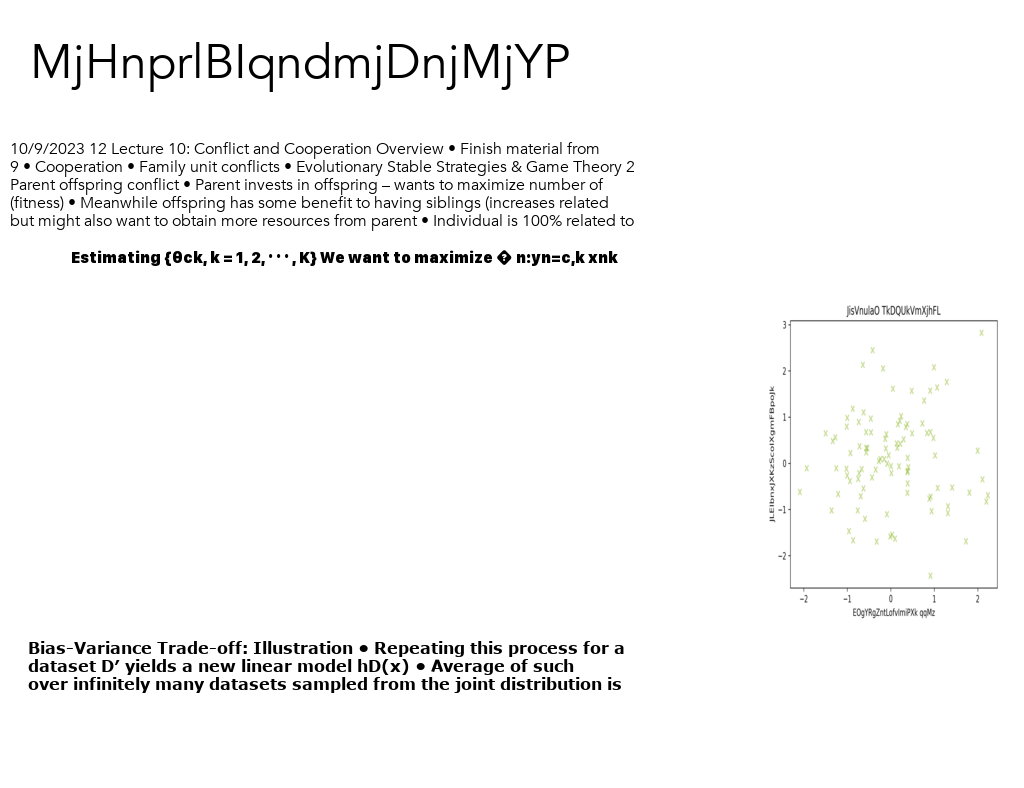 MjHnprlBIqndmjDnjMjYP
10/9/2023 12 Lecture 10: Conflict and Cooperation Overview • Finish material from
9 • Cooperation • Family unit conflicts • Evolutionary Stable Strategies & Game Theory 2
Parent offspring conflict • Parent invests in offspring – wants to maximize number of
(fitness) • Meanwhile offspring has some benefit to having siblings (increases related
but might also want to obtain more resources from parent • Individual is 100% related to
Estimating {θck, k = 1, 2, · · · , K} We want to maximize � n:yn=c,k xnk
JisVnulaO TkDQUkVmXjhFL
3
2
1
0
−1
−2
−2 −1 0 1 2
Bias-Variance Trade-off: Illustration • Repeating this process for a
dataset D′ yields a new linear model hD(x) • Average of such
over infinitely many datasets sampled from the joint distribution is